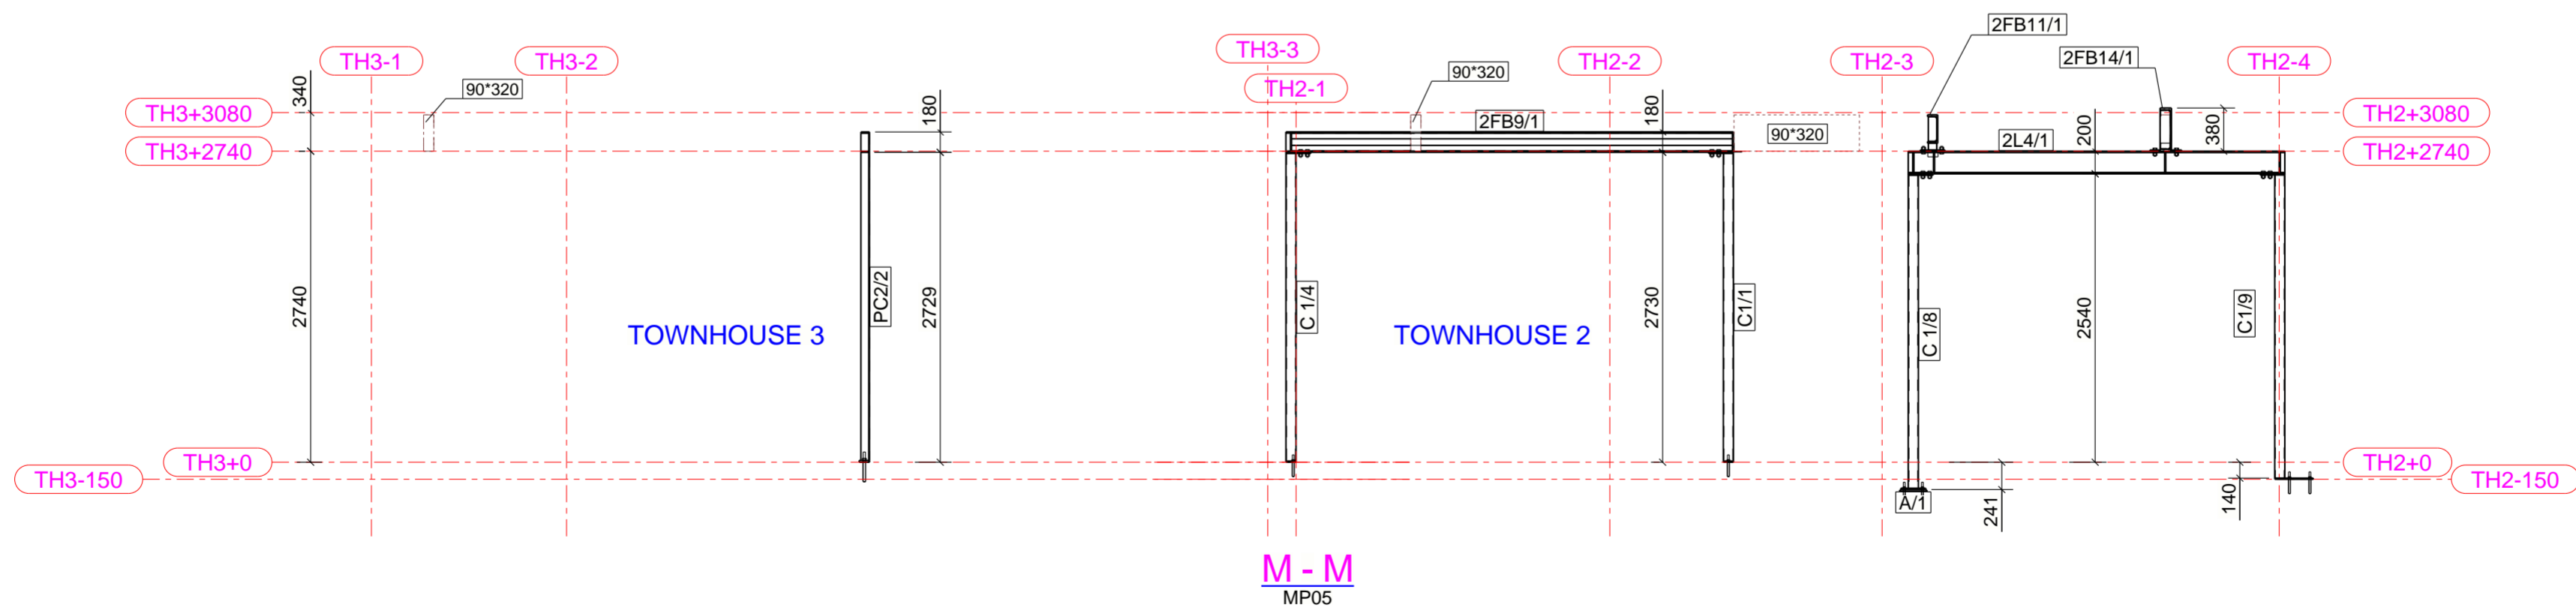 2FB11/1
TH3-3
TH3-1
TH3-2
2FB14/1
TH2-2
TH2-3
TH2-4
90*320
90*320
TH2-1
340
TH3+3080
180
2FB9/1
180
90*320
200
380
TH2+3080
TH3+2740
2L4/1
TH2+2740
2740
PC2/2
2729
C 1/4
2730
C1/1
C 1/8
2540
C1/9
TOWNHOUSE 3
TOWNHOUSE 2
TH3+0
TH2+0
TH3-150
TH2-150
A/1
241
140
M - M
MP05